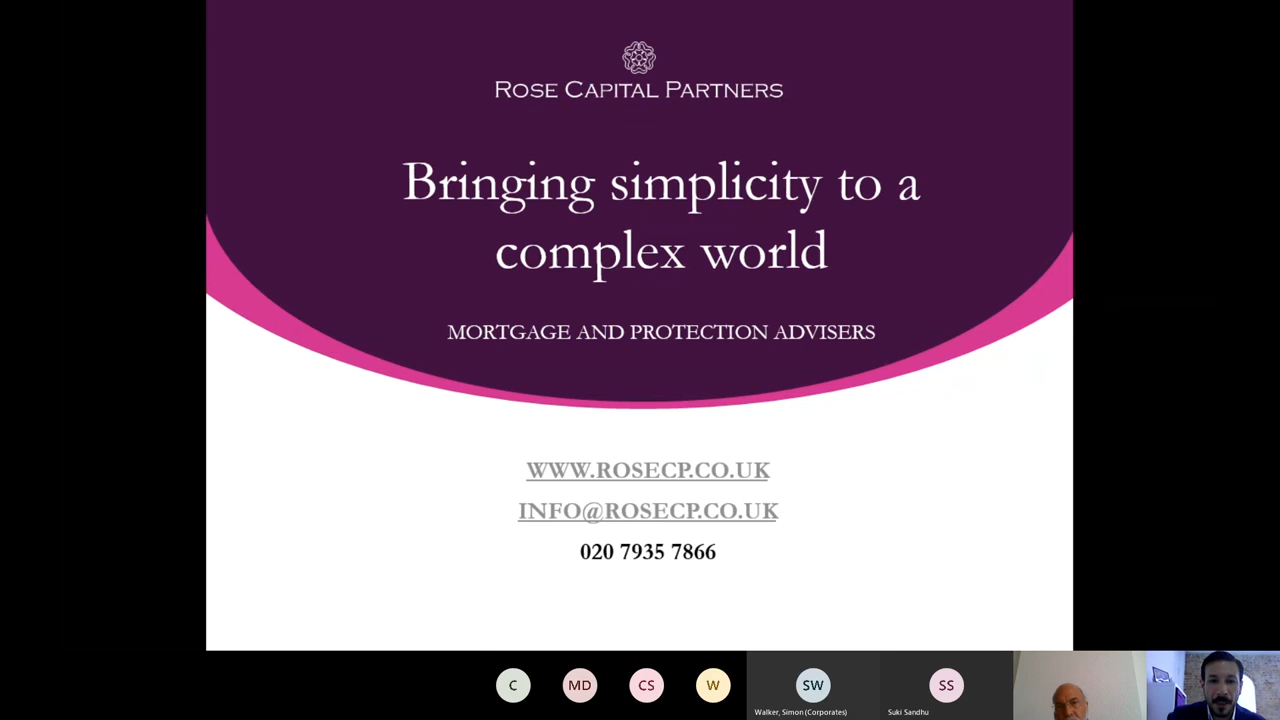 ROSE CAPITAL PARTNERS
Bringing simplicity to a
complex world
MORTGAGE AND PROTECTION ADVISERS
WWW.ROSECP.CO.UK
INFO@ROSECP.CO.UK
020 7935 7866
C
MD
CS
W
SW
SS
Walker, Simon (Corporates)
Suki Sandhu